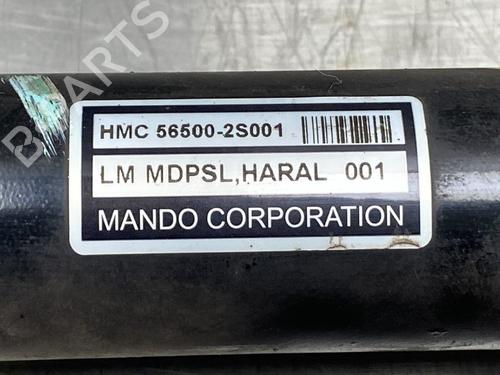 HMC 56500-2S001
LM MDPSL,HARAL 001
MANDO CORPORATION